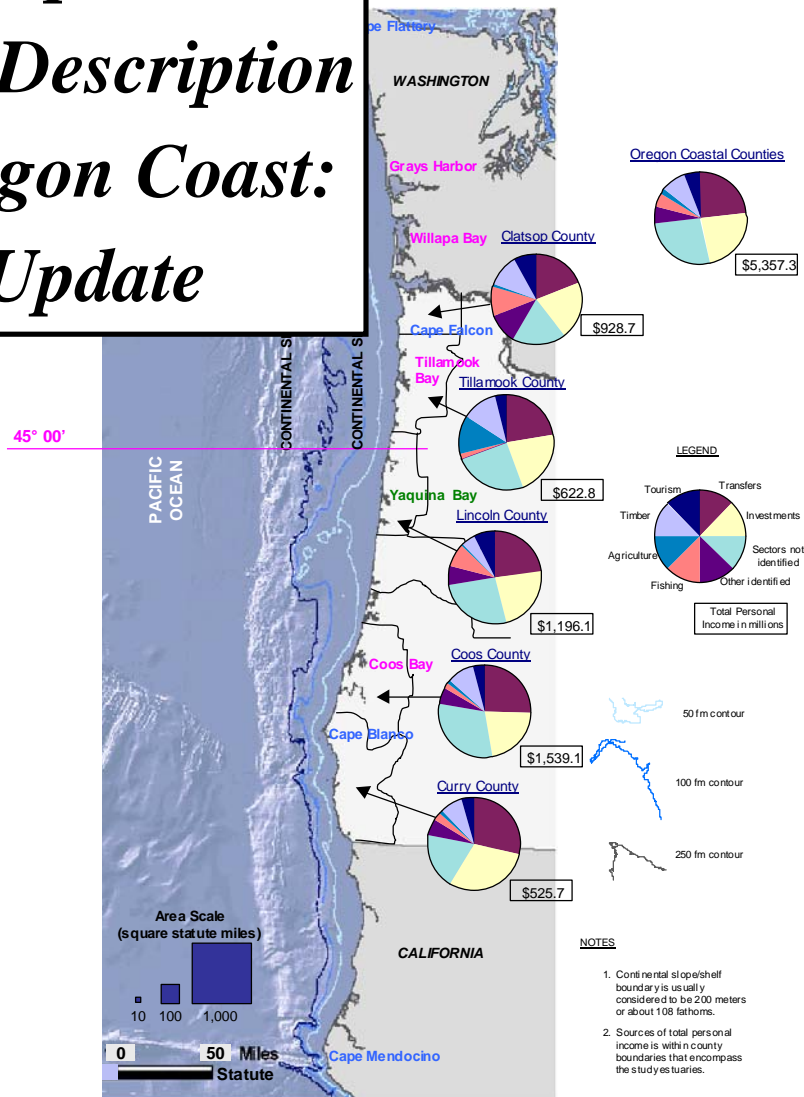 Description
gon Coast:
Update
pe Flattery
WASHINGTON
Grays Harbor
Oregon Coastal Counties
Willapa Bay
Clatsop County
$5,357.3
Cape Falcon
$928.7
Tillamook
Bay
Tillamook County
CONTINENTAL S
CONTINENTAL S
45° 00’
PACIFIC
OCEAN
$622.8
Yaquina Bay
Lincoln County
LEGEND
Tourism
Transfers
Timber
Investments
Agriculture
Sectors not
identified
Fishing
Other identified
Total Personal
Income in millions
$1,196.1
Coos County
Coos Bay
50 fm contour
Cape Blanco
$1,539.1
100 fm contour
Curry County
250 fm contour
$525.7
Area Scale
(square statute miles)
10 100 1,000
CALIFORNIA
NOTES
1. Continental slope/shelf
boundary is usually
considered to be 200 meters
or about 108 fathoms.
2. Sources of total personal
income is within county
boundaries that encompass
the study estuaries.
0 50 Miles
Statute
Cape Mendocino